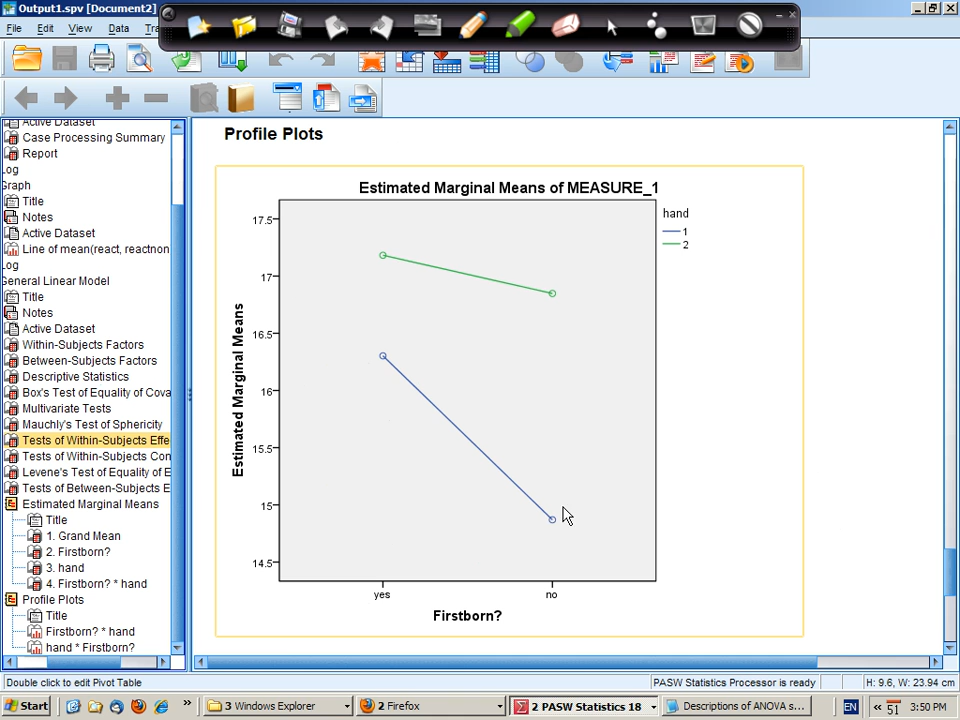 Output1.spv [Document2]
File Edit View Data Tra
Active Dataset
Case Processing Summary
Report
Log
Graph
Title
Notes
Active Dataset
Line of mean(react, reactnon
Log
General Linear Model
Title
Notes
Active Dataset
Within-Subjects Factors
Between-Subjects Factors
Descriptive Statistics
Box's Test of Equality of Cova
Multivariate Tests
Mauchly's Test of Sphericity
Tests of Within-Subjects Effe
Tests of Within-Subjects Con
Levene's Test of Equality of E
Tests of Between-Subjects E
Estimated Marginal Means
Title
1. Grand Mean
2. Firstborn?
3. hand
4. Firstborn? * hand
Profile Plots
Title
Firstborn? * hand
hand * Firstborn?
Profile Plots
Estimated Marginal Means of MEASURE_1
Estimated Marginal Means
17.5
17
16.5
16
15.5
15
14.5
yes no
Firstborn?
hand
1
2
Double click to edit Pivot Table
PASW Statistics Processor is ready
H: 9.6, W: 23.94 cm
Start
»
3 Windows Explorer
2 Firefox
2 PASW Statistics 18
Descriptions of ANOVA s...
EN
«
51
3:50 PM